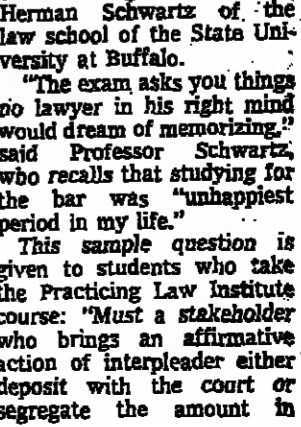 Herman Schwartz of the
law school of the State Uni-
versity at Buffalo.
"The exam asks you things
no lawyer in his right mind
would dream of memorizing,"
said Professor Schwartz,
who recalls that studying for
the bar was "unhappiest
period in my life."
This sample question is
given to students who take
the Practicing Law Institute
course: "Must a stakeholder
who brings an affirmative
action of interpleader either
deposit with the court or
segregate the amount in